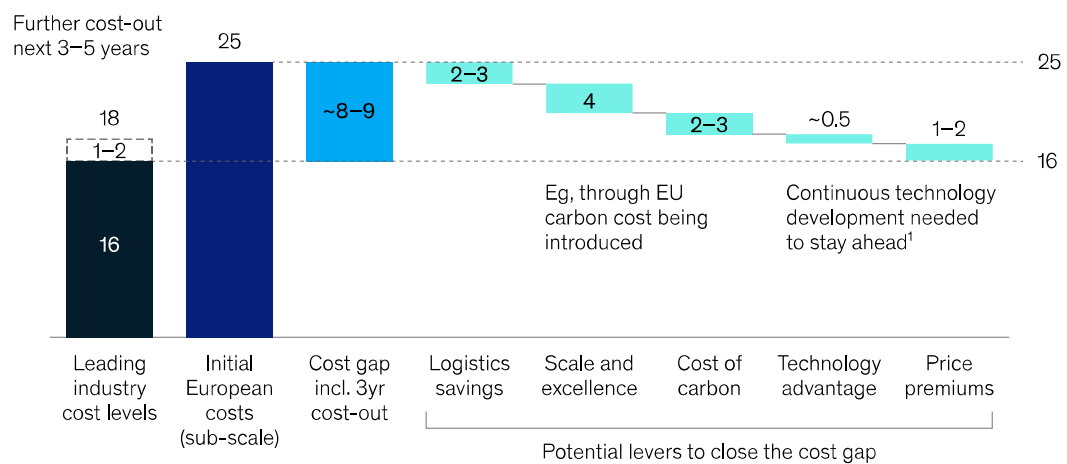 Further cost-out
next 3–5 years
25
18
1–2
16
~8–9
2–3
4
2–3
~0.5
1–2
25
16
Eg, through EU
carbon cost being
introduced
Continuous technology
development needed
to stay ahead¹
Leading
industry
cost levels
Initial
European
costs
(sub-scale)
Cost gap
incl. 3yr
cost-out
Logistics
savings
Scale and
excellence
Cost of
carbon
Technology
advantage
Price
premiums
Potential levers to close the cost gap